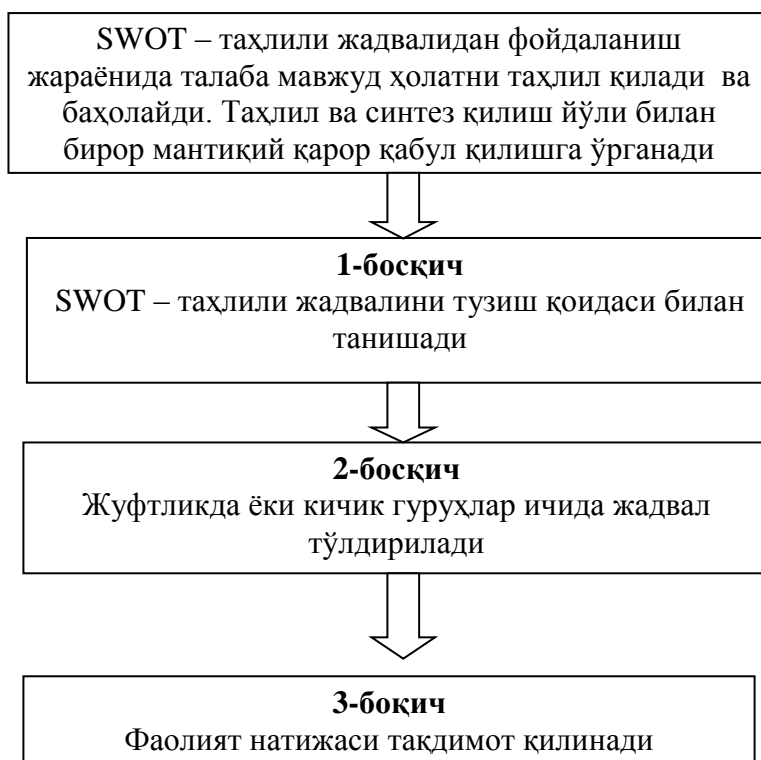 SWOT – таҳлили жадвалидан фойдаланиш
жараёнида талаба мавжуд ҳолатни таҳлил қилади ва
баҳолайди. Таҳлил ва синтез қилиш йўли билан
бирор мантиқий қарор қабул қилишга ўрганади
1-босқич
SWOT – таҳлили жадвалини тузиш қоидаси билан
танишади
2-босқич
Жуфтликда ёки кичик гуруҳлар ичида жадвал
тўлдирилади
3-боқич
Фаолият натижаси тақдимот қилинади